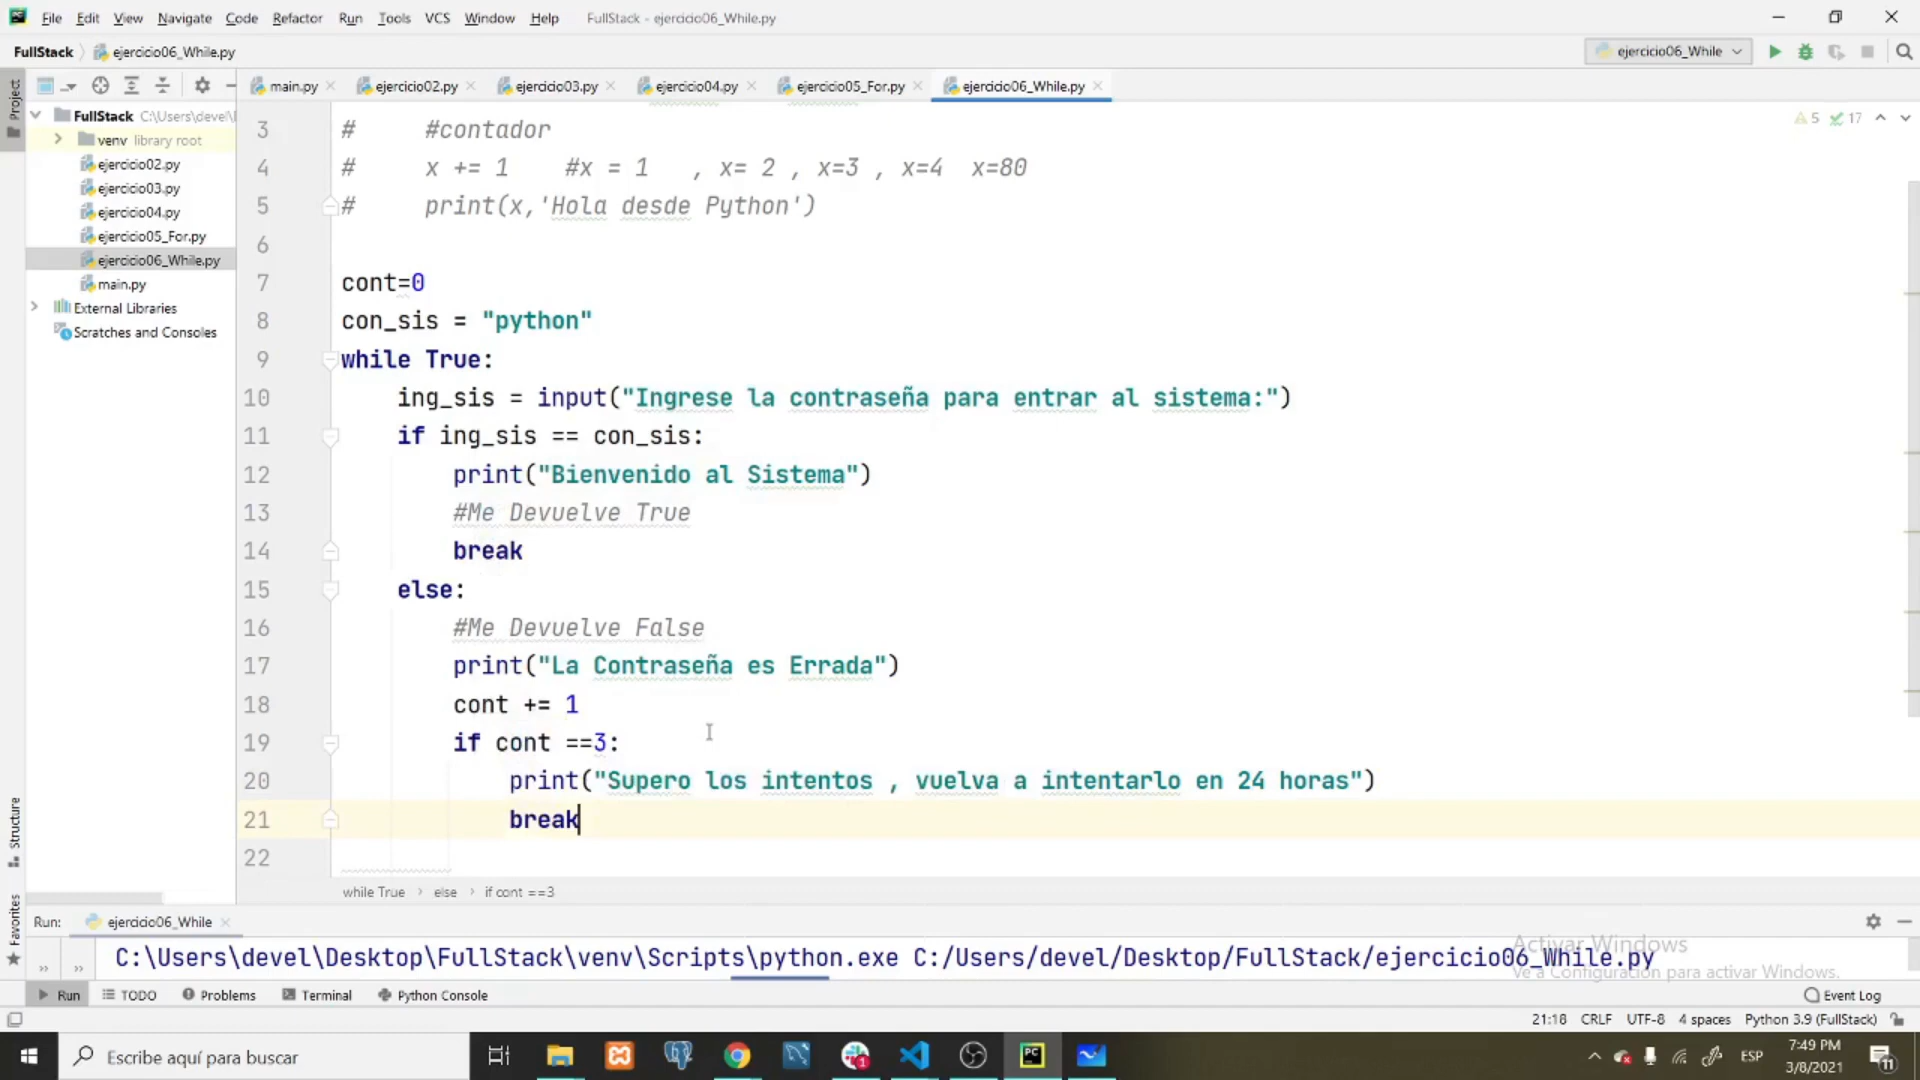 File Edit View Navigate Code Refactor Run Tools VCS Window Help FullStack - ejercicio06_While.py
FullStack ejercicio06_While.py ejercicio06_While
Project main.py ejercicio02.py ejercicio03.py ejercicio04.py ejercicio05_For.py ejercicio06_While.py
FullStack C:\Users\devel\
venv library root
ejercicio02.py
ejercicio03.py
ejercicio04.py
ejercicio05_For.py
ejercicio06_While.py
main.py
External Libraries
Scratches and Consoles
5 17
3 # #contador
4 # x += 1 #x = 1 , x= 2 , x=3 , x=4 x=80
5 # print(x,'Hola desde Python')
6
7 cont=0
8 con_sis = "python"
9 while True:
10 ing_sis = input("Ingrese la contraseña para entrar al sistema:")
11 if ing_sis == con_sis:
12 print("Bienvenido al Sistema")
13 #Me Devuelve True
14 break
15 else:
16 #Me Devuelve False
17 print("La Contraseña es Errada")
18 cont += 1
19 if cont ==3:
20 print("Supero los intentos , vuelva a intentarlo en 24 horas")
21 break
22
while True › else › if cont ==3
Structure
Favorites
Run: ejercicio06_While
C:\Users\devel\Desktop\FullStack\venv\Scripts\python.exe C:/Users/devel/Desktop/FullStack/ejercicio06_While.py
Activar Windows
Ve a Configuración para activar Windows.
Run TODO Problems Terminal Python Console Event Log
21:18 CRLF UTF-8 4 spaces Python 3.9 (FullStack)
Escribe aquí para buscar
PC
1
ESP
7:49 PM
3/8/2021
11